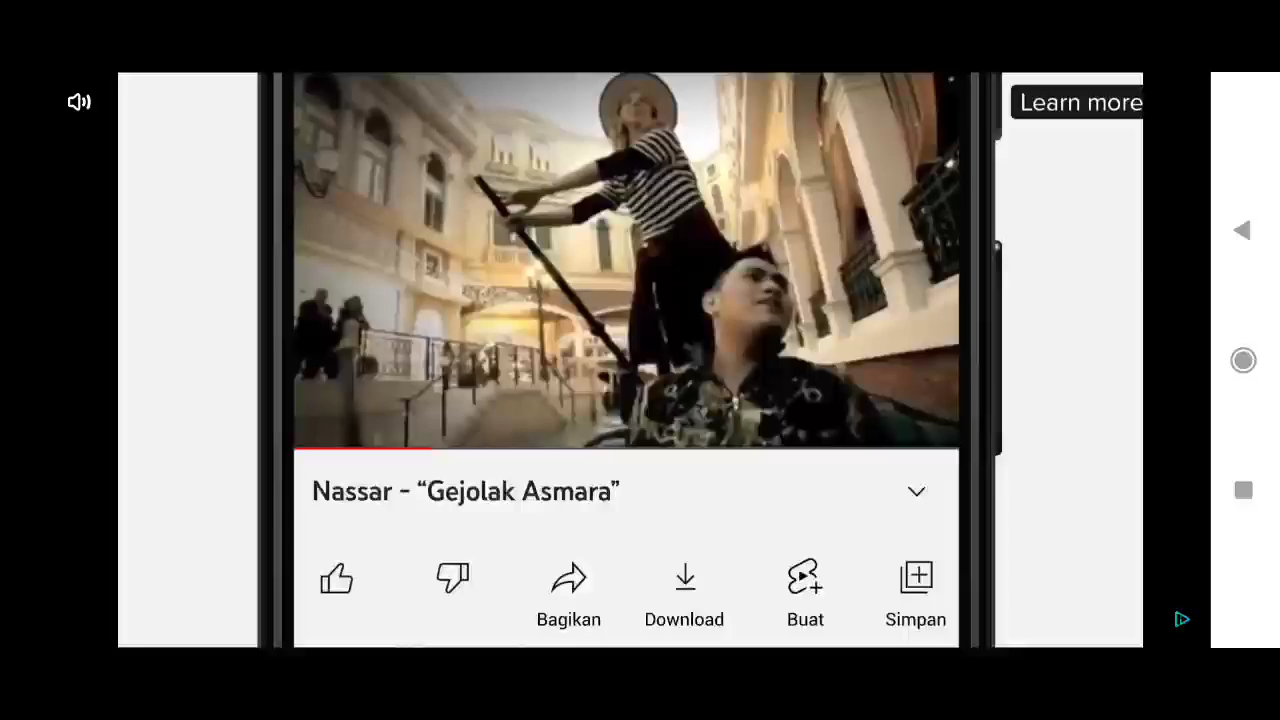 Learn more
Nassar - “Gejolak Asmara”
Bagikan
Download
Buat
Simpan